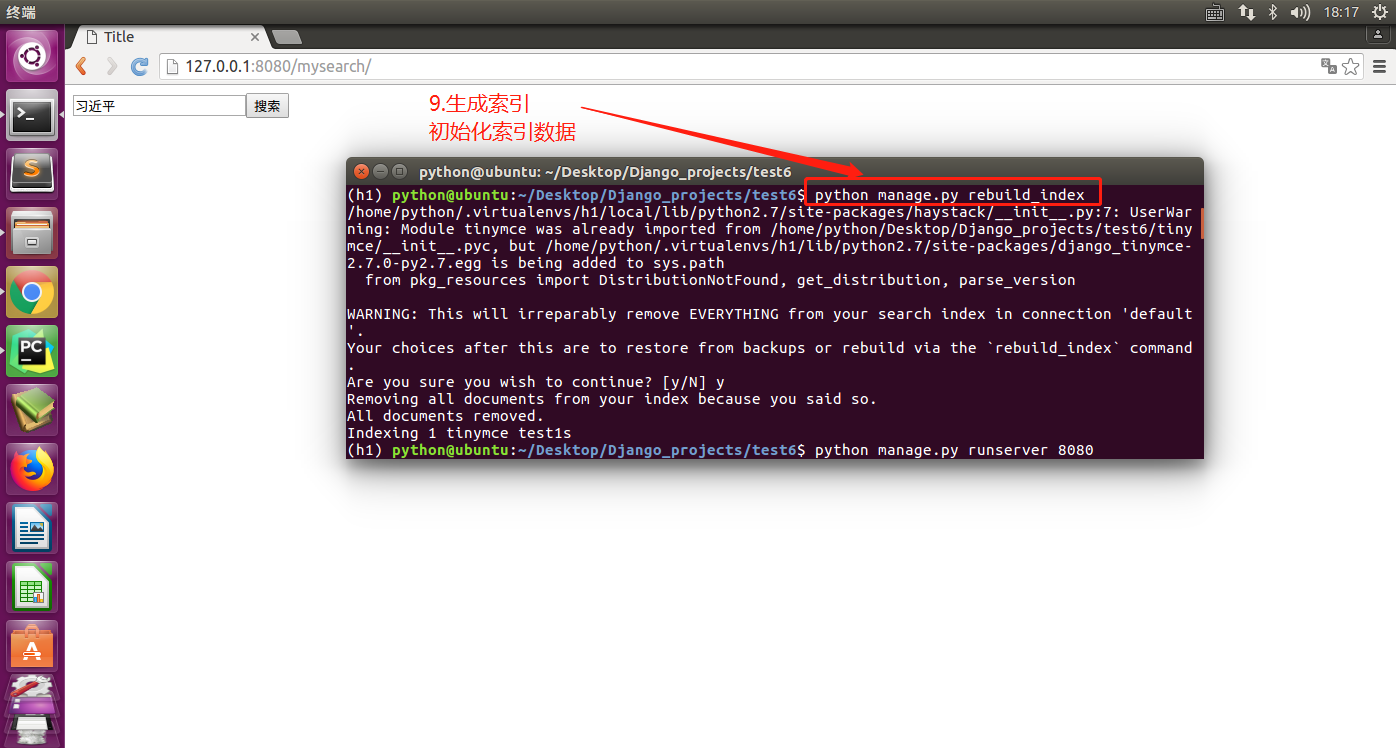 终端
18:17
Title
127.0.0.1:8080/mysearch/
习近平 搜索
9.生成索引
初始化索引数据
python@ubuntu: ~/Desktop/Django_projects/test6
(h1) python@ubuntu:~/Desktop/Django_projects/test6$ python manage.py rebuild_index
/home/python/.virtualenvs/h1/local/lib/python2.7/site-packages/haystack/__init__.py:7: UserWar
ning: Module tinymce was already imported from /home/python/Desktop/Django_projects/test6/tiny
mce/__init__.pyc, but /home/python/.virtualenvs/h1/lib/python2.7/site-packages/django_tinymce-
2.7.0-py2.7.egg is being added to sys.path
  from pkg_resources import DistributionNotFound, get_distribution, parse_version
WARNING: This will irreparably remove EVERYTHING from your search index in connection 'default
'.
Your choices after this are to restore from backups or rebuild via the `rebuild_index` command
.
Are you sure you wish to continue? [y/N] y
Removing all documents from your index because you said so.
All documents removed.
Indexing 1 tinymce test1s
(h1) python@ubuntu:~/Desktop/Django_projects/test6$ python manage.py runserver 8080
S
PC
A